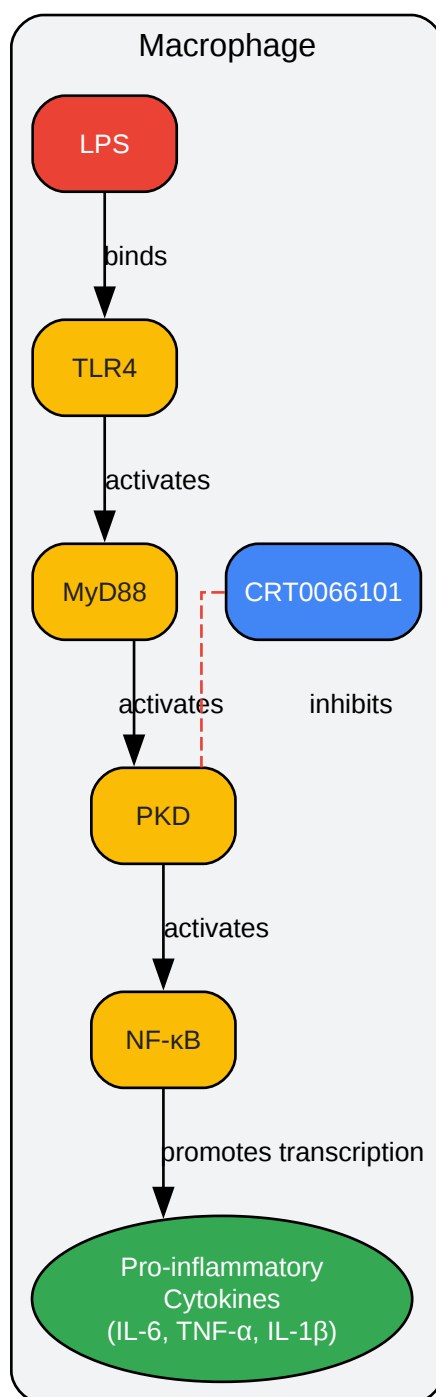 Macrophage
LPS
binds
TLR4
activates
MyD88
CRT0066101
activates
inhibits
PKD
activates
NF-κB
promotes transcription
Pro-inflammatory
Cytokines
(IL-6, TNF-α, IL-1β)